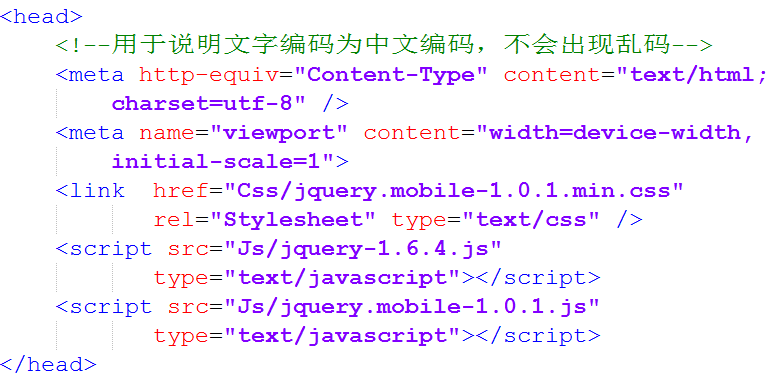 <head>
<!--用于说明文字编码为中文编码，不会出现乱码-->
<meta http-equiv="Content-Type" content="text/html;
charset=utf-8" />
<meta name="viewport" content="width=device-width,
initial-scale=1">
<link  href="Css/jquery.mobile-1.0.1.min.css"
rel="Stylesheet" type="text/css" />
<script src="Js/jquery-1.6.4.js"
type="text/javascript"></script>
<script src="Js/jquery.mobile-1.0.1.js"
type="text/javascript"></script>
</head>